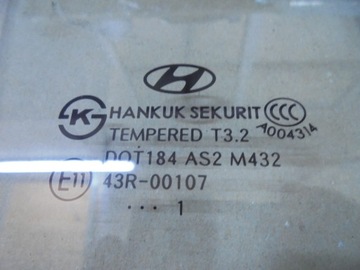 HANKUK SEKURIT
TEMPERED T3.2
A004314
DOT184 AS2 M432
E11
43R-00107
... 1